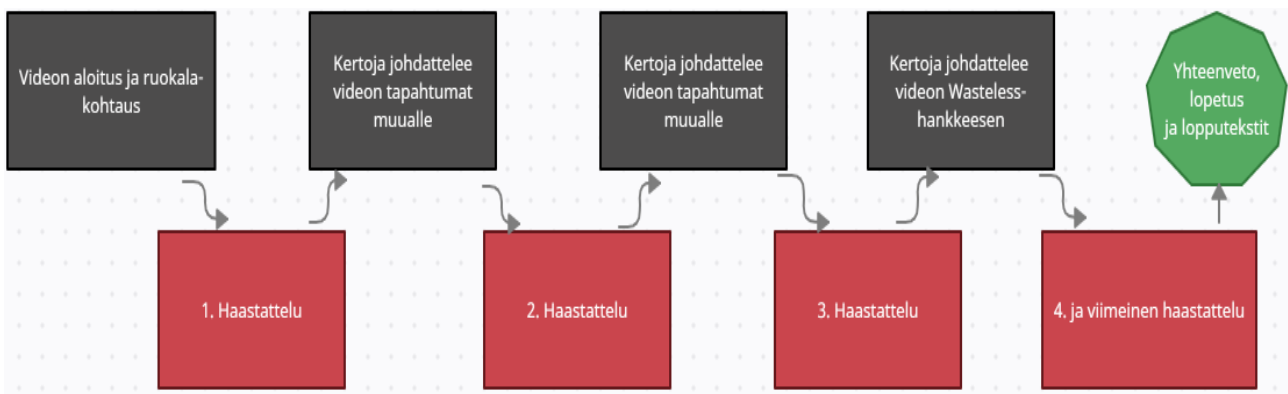 Videon aloitus ja ruokala-
kohtaus
Kertoja johdattelee
videon tapahtumat
muualle
Kertoja johdattelee
videon tapahtumat
muualle
Kertoja johdattelee
videon Wasteless-
hankkeesen
Yhteenveto,
lopetus
ja lopputekstit
1. Haastattelu
2. Haastattelu
3. Haastattelu
4. ja viimeinen haastattelu